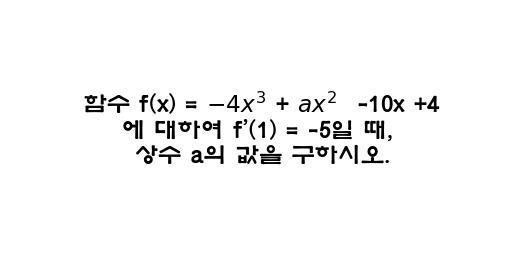 함수 f(x) = −4x³ + ax² -10x +4
에 대하여 f’(1) = -5일 때,
상수 a의 값을 구하시오.